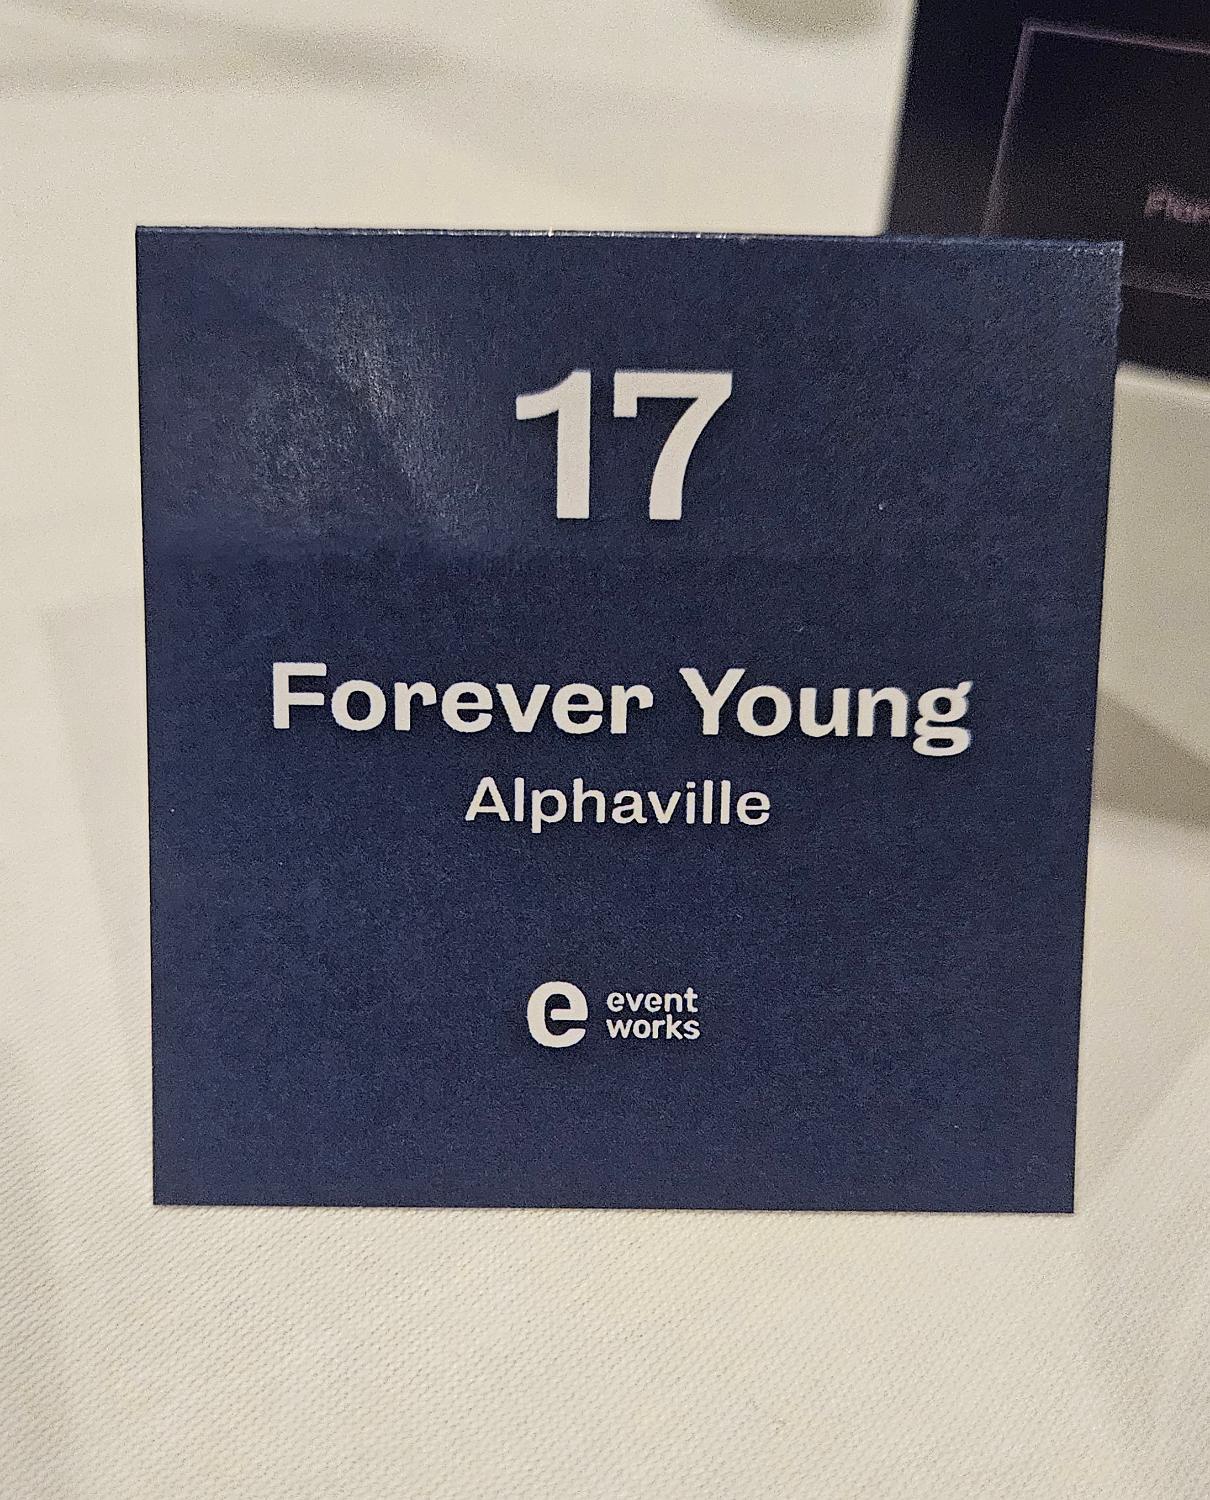 17
Forever Young
Alphaville
e event
works